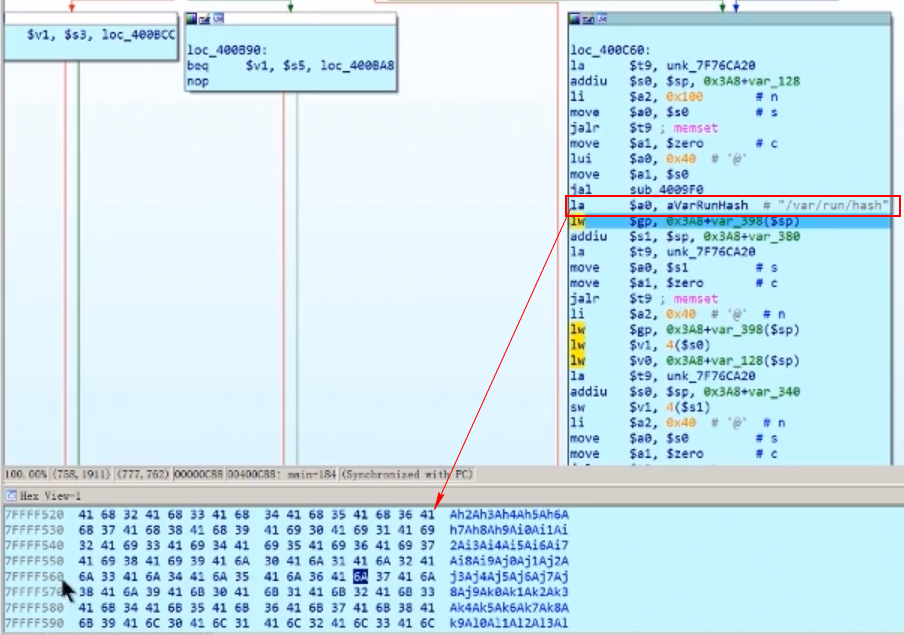 $v1, $s3, loc_400BCC
loc_400B90:
beq $v1, $s5, loc_400BA8
nop
loc_400C60:
la $t9, unk_7F76CA20
addiu $s0, $sp, 0x3A8+var_128
li $a2, 0x100 # n
move $a0, $s0 # s
jalr $t9 ; memset
move $a1, $zero # c
lui $a0, 0x40 # '@'
move $a1, $s0
jal sub_4009F0
la $a0, aVarRunHash # "/var/run/hash"
lw $gp, 0x3A8+var_398($sp)
addiu $s1, $sp, 0x3A8+var_380
la $t9, unk_7F76CA20
move $a0, $s1 # s
move $a1, $zero # c
jalr $t9 ; memset
li $a2, 0x40 # '@' # n
lw $gp, 0x3A8+var_398($sp)
lw $v1, 4($s0)
lw $v0, 0x3A8+var_128($sp)
la $t9, unk_7F76CA20
addiu $s0, $sp, 0x3A8+var_340
sw $v1, 4($s1)
li $a2, 0x40 # '@' # n
move $a0, $s0 # s
move $a1, $zero # c
100.00% (758,1911) (777,762) 00000C88 00400C88: main-184 (Synchronized with PC)
Hex View-1
7FFFF520 41 68 32 41 68 33 41 68 34 41 68 35 41 68 36 41 Ah2Ah3Ah4Ah5Ah6A
7FFFF530 68 37 41 68 38 41 68 39 41 69 30 41 69 31 41 69 h7Ah8Ah9Ai0Ai1Ai
7FFFF540 32 41 69 33 41 69 34 41 69 35 41 69 36 41 69 37 2Ai3Ai4Ai5Ai6Ai7
7FFFF550 41 69 38 41 69 39 41 6A 30 41 6A 31 41 6A 32 41 Ai8Ai9Aj0Aj1Aj2A
7FFFF560 6A 33 41 6A 34 41 6A 35 41 6A 36 41 6A 37 41 6A j3Aj4Aj5Aj6Aj7Aj
7FFFF570 38 41 6A 39 41 6B 30 41 6B 31 41 6B 32 41 6B 33 8Aj9Ak0Ak1Ak2Ak3
7FFFF580 41 6B 34 41 6B 35 41 6B 36 41 6B 37 41 6B 38 41 Ak4Ak5Ak6Ak7Ak8A
7FFFF590 6B 39 41 6C 30 41 6C 31 41 6C 32 41 6C 33 41 6C k9Al0Al1Al2Al3Al